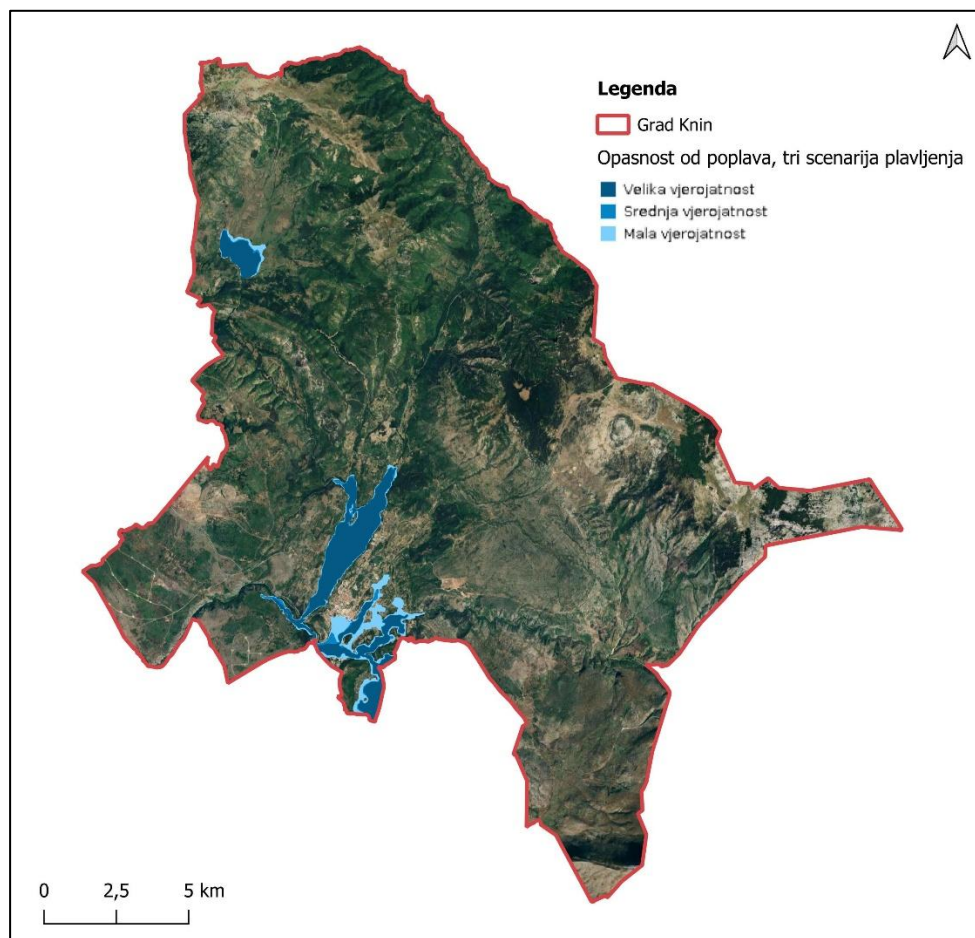 Legenda
Grad Knin
Opasnost od poplava, tri scenarija plavljenja
Velika vjerojatnost
Srednja vjerojatnost
Mala vjerojatnost
0 2,5 5 km